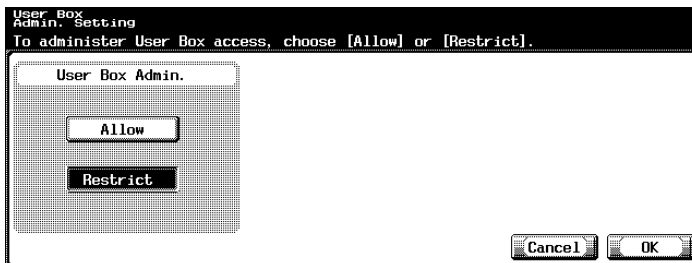 User Box
Admin. Setting
To administer User Box access, choose [Allow] or [Restrict].
User Box Admin.
Allow
Restrict
Cancel
OK